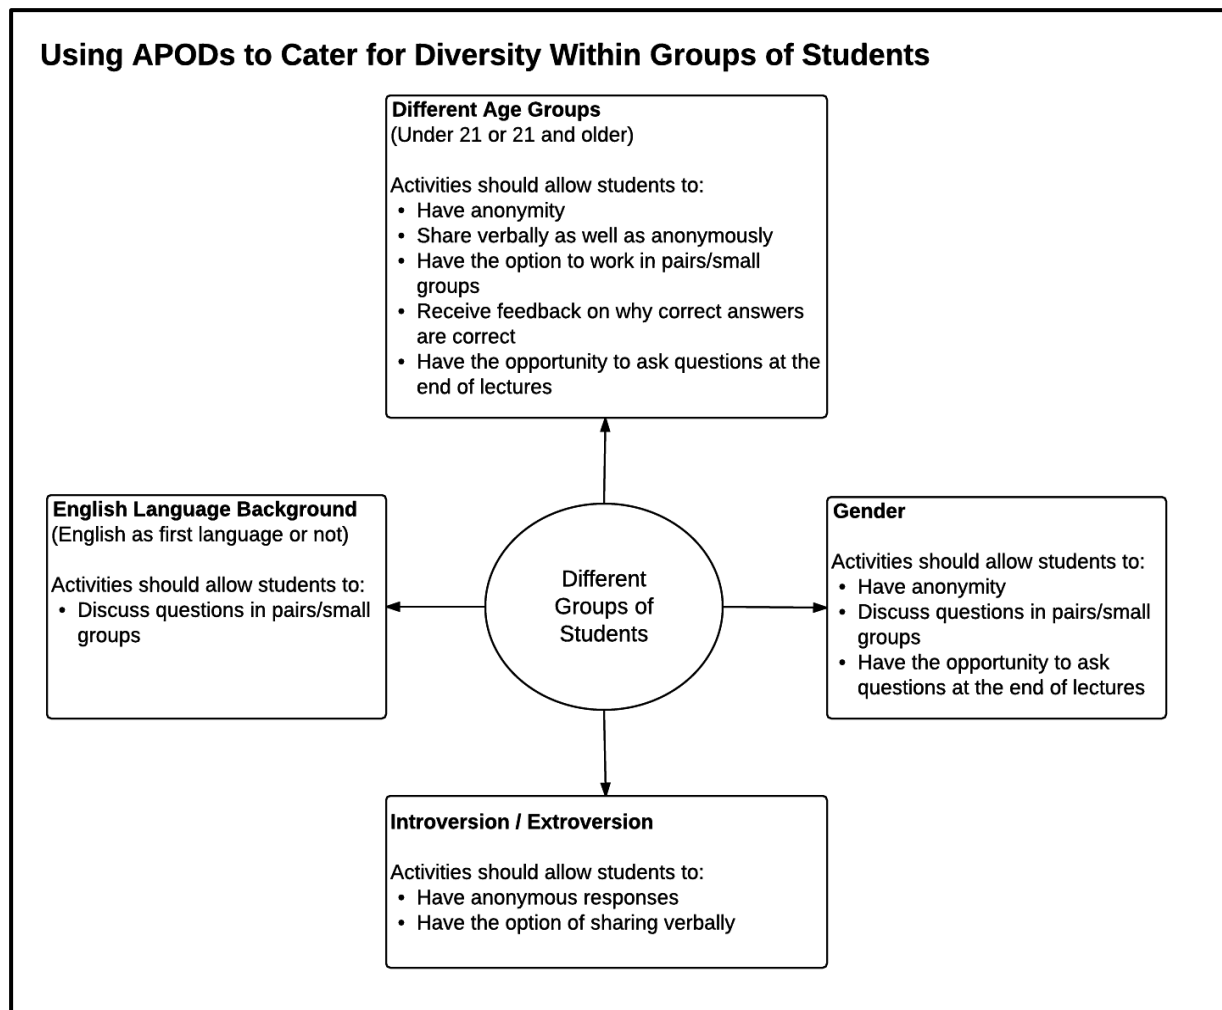 Using APODs to Cater for Diversity Within Groups of Students
Different Age Groups
(Under 21 or 21 and older)
Activities should allow students to:
• Have anonymity
• Share verbally as well as anonymously
• Have the option to work in pairs/small
groups
• Receive feedback on why correct answers
are correct
• Have the opportunity to ask questions at the
end of lectures
English Language Background
(English as first language or not)
Activities should allow students to:
• Discuss questions in pairs/small
groups
Different
Groups of
Students
Gender
Activities should allow students to:
• Have anonymity
• Discuss questions in pairs/small
groups
• Have the opportunity to ask
questions at the end of lectures
Introversion / Extroversion
Activities should allow students to:
• Have anonymous responses
• Have the option of sharing verbally